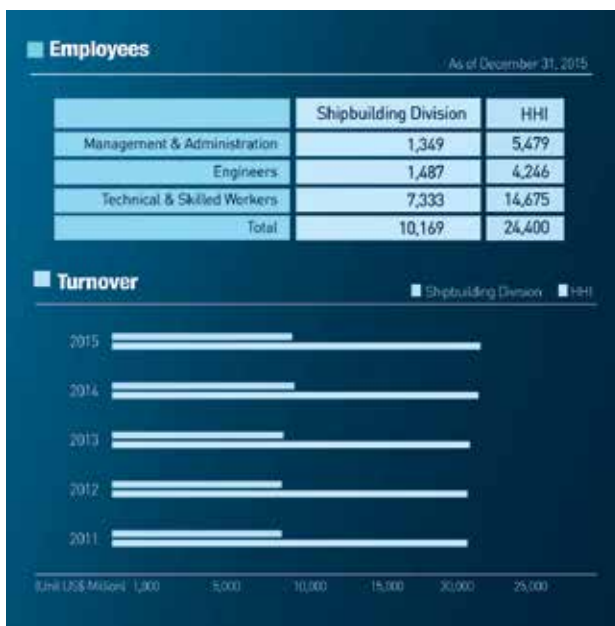 Employees
As of December 31, 2015
Shipbuilding Division HHI
Management & Administration 1,349 5,479
Engineers 1,487 4,246
Technical & Skilled Workers 7,333 14,675
Total 10,169 24,400
Turnover
Shipbuilding Division HHI
2015
2014
2013
2012
2011
(Unit US$ Million) 1,000 5,000 10,000 15,000 20,000 25,000